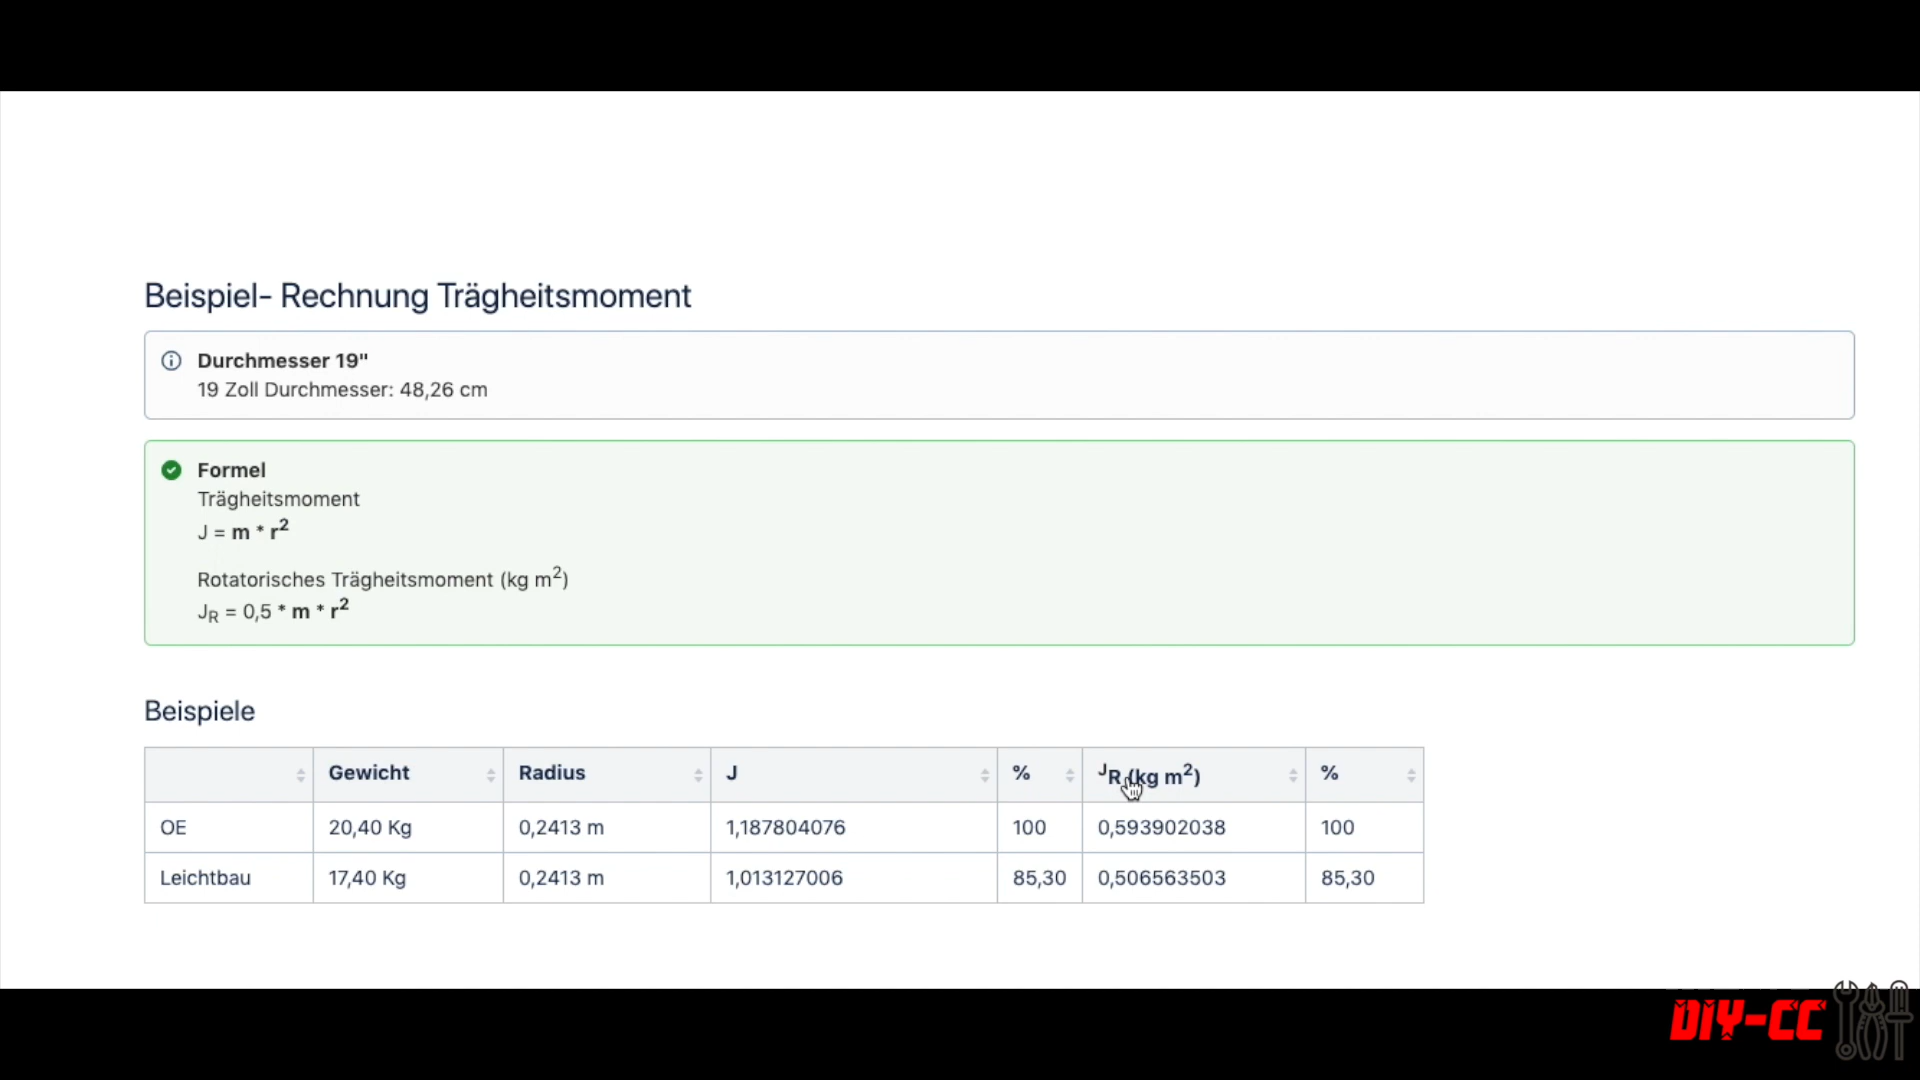 Beispiel- Rechnung Trägheitsmoment
Durchmesser 19"
19 Zoll Durchmesser: 48,26 cm
Formel
Trägheitsmoment
J = m * r²
Rotatorisches Trägheitsmoment (kg m²)
J_R = 0,5 * m * r²
Beispiele
Gewicht Radius J % J_R (kg m²) %
OE 20,40 Kg 0,2413 m 1,187804076 100 0,593902038 100
Leichtbau 17,40 Kg 0,2413 m 1,013127006 85,30 0,506563503 85,30
DIY-CC